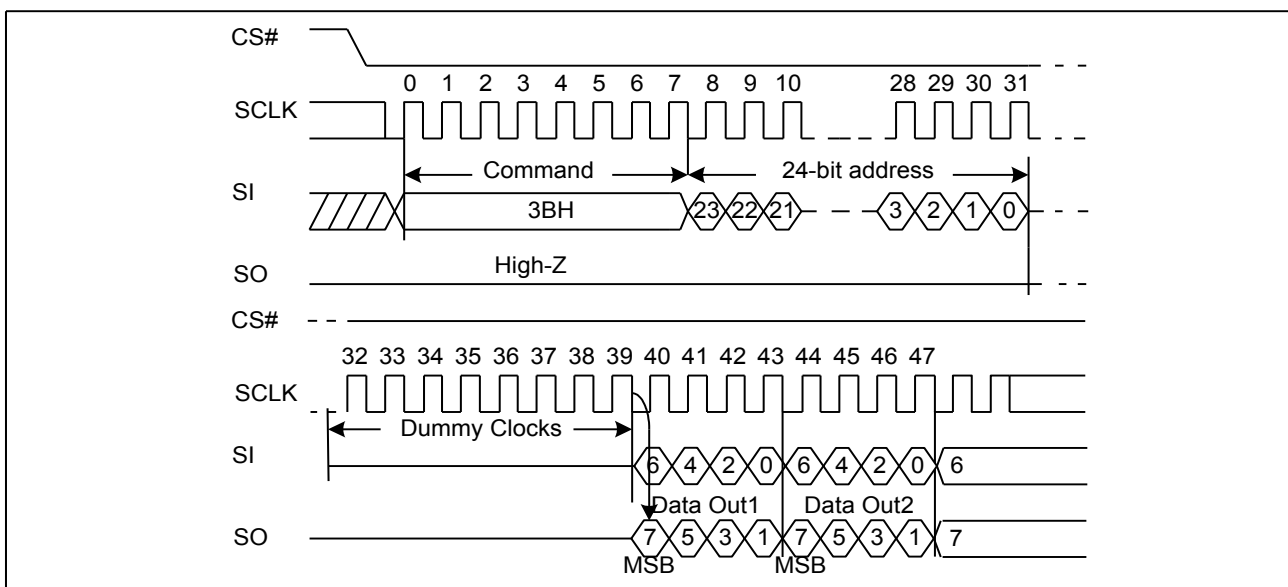 CS#
0 1 2 3 4 5 6 7 8 9 10 28 29 30 31
SCLK
Command 24-bit address
SI
3BH 23 22 21 3 2 1 0
High-Z
SO
CS#
32 33 34 35 36 37 38 39 40 41 42 43 44 45 46 47
SCLK
Dummy Clocks
SI
6 4 2 0 6 4 2 0 6
Data Out1 Data Out2
SO
7 5 3 1 7 5 3 1 7
MSB MSB